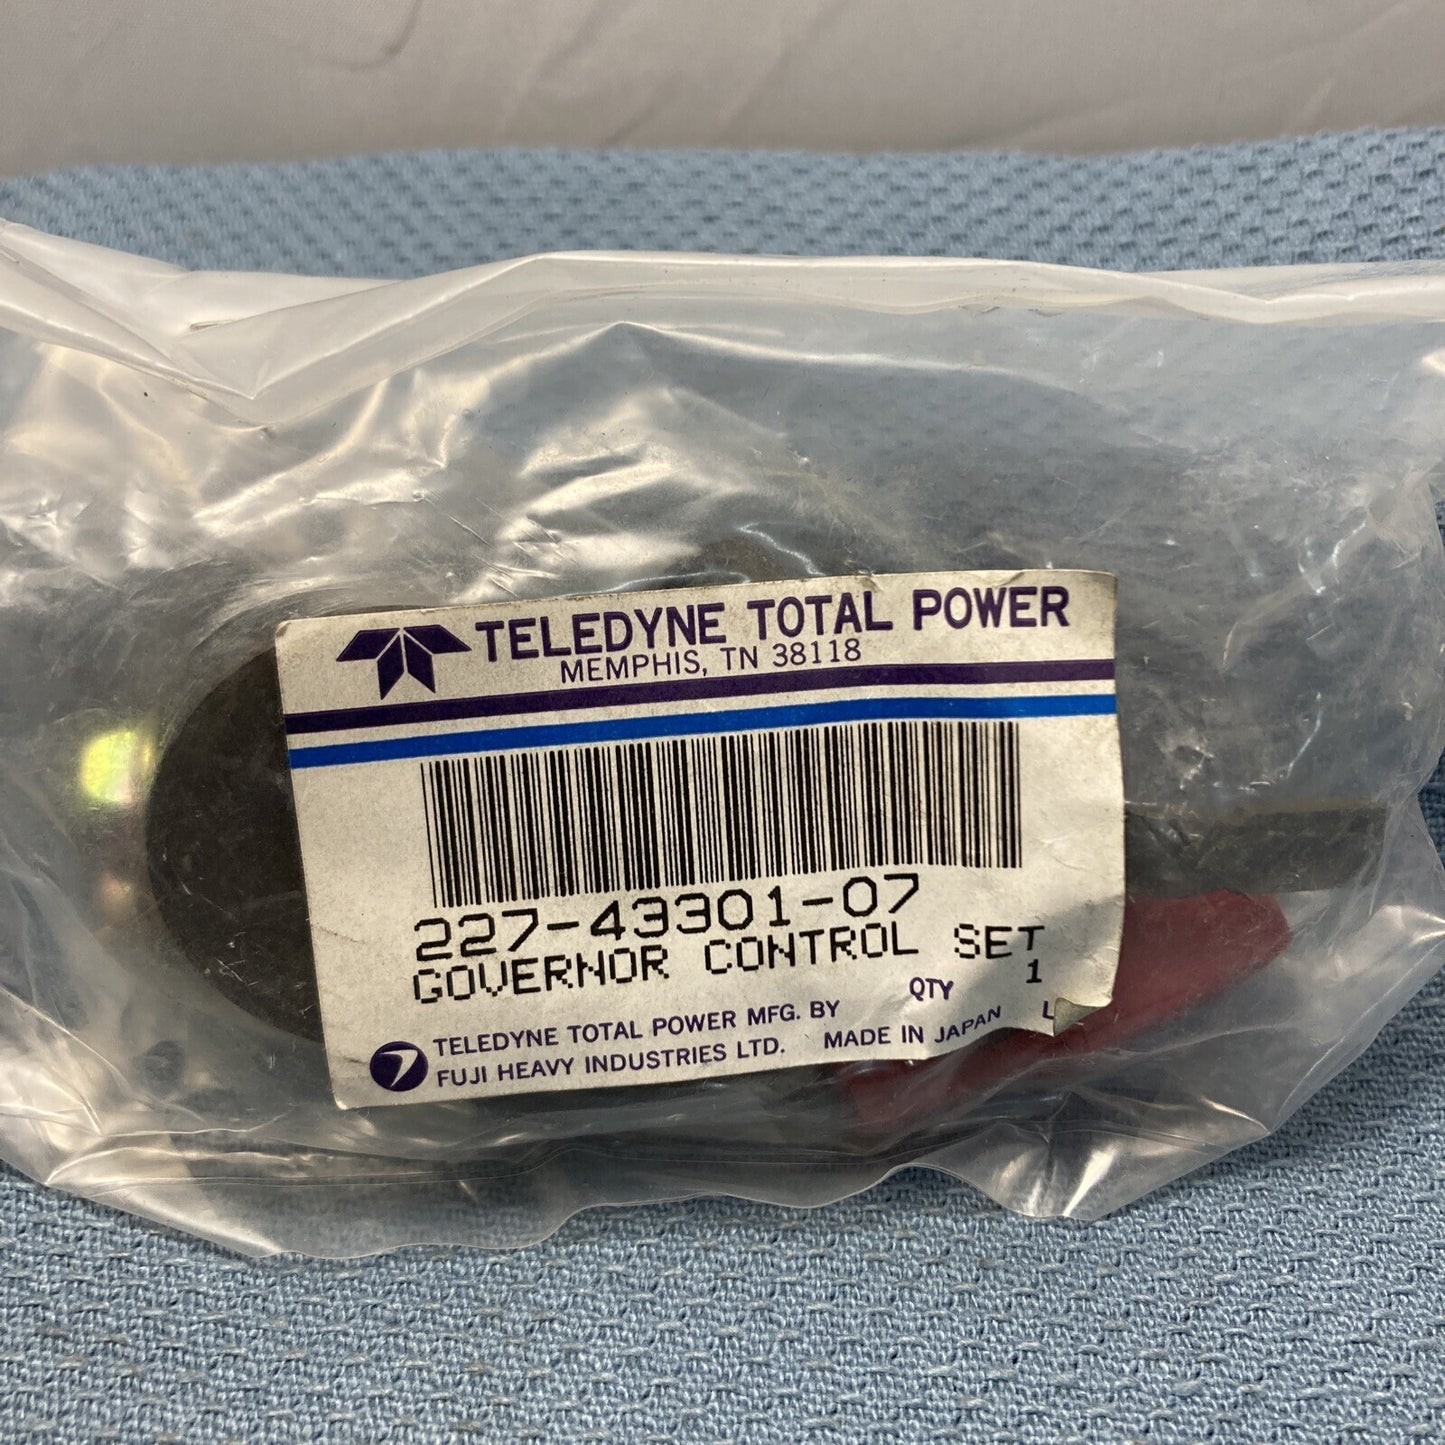 TELEDYNE TOTAL POWER
MEMPHIS, TN 38118
227-43301-07
GOVERNOR CONTROL SET
QTY 1
TELEDYNE TOTAL POWER MFG. BY
FUJI HEAVY INDUSTRIES LTD. MADE IN JAPAN L